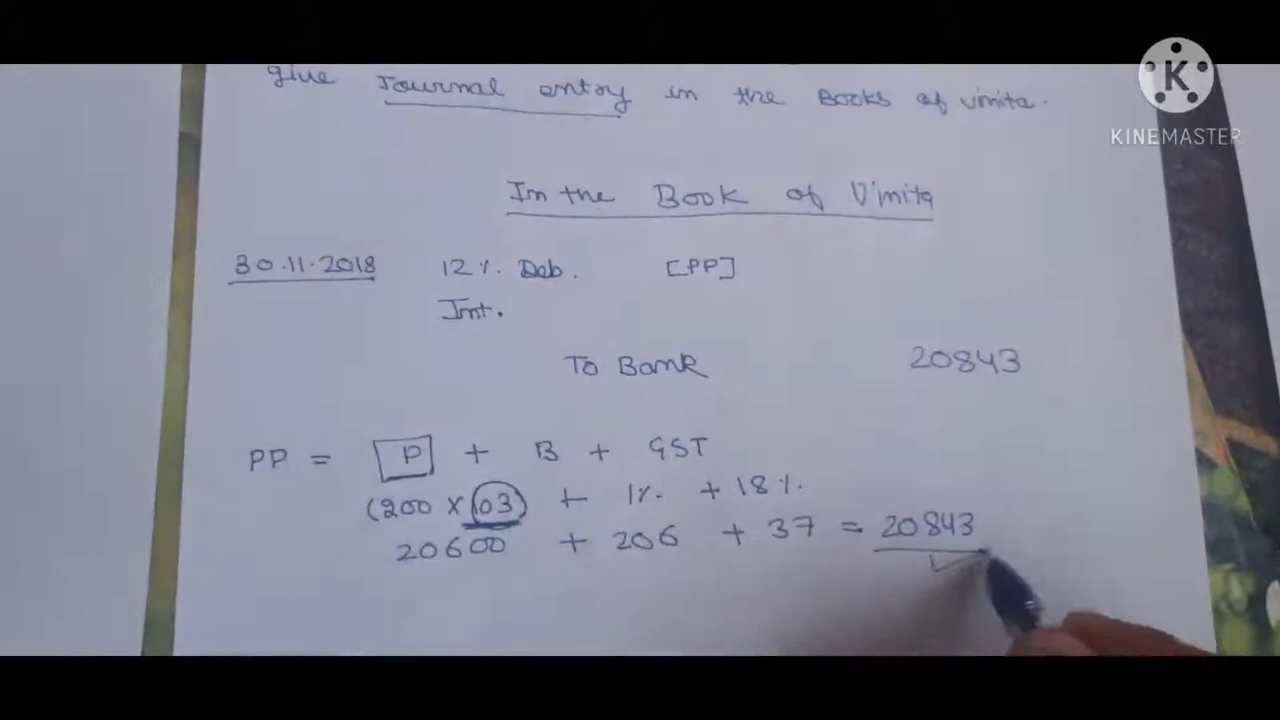 give Journal entry in the Books of vimita.
K
KINEMASTER
In the Book of Vimita
30.11.2018 12%. Deb. [PP]
Int.
To Bank 20843
PP = P + B + GST
(200 × 103 + 1%. + 18%.
20600 + 206 + 37 = 20843